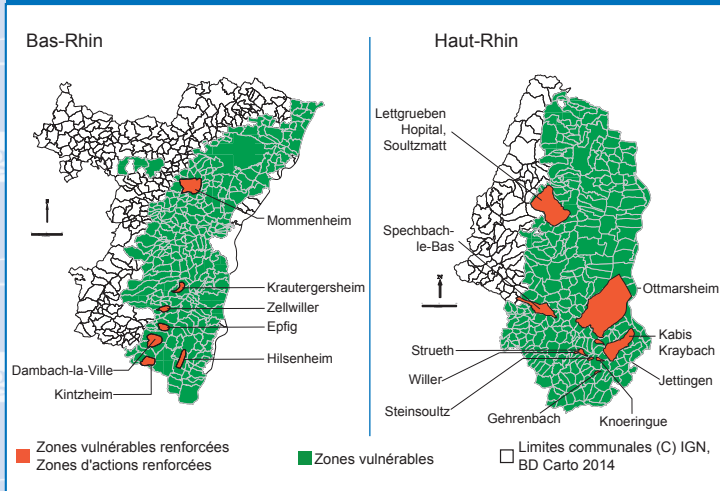 Bas-Rhin
Mommenheim
Krautergersheim
Zellwiller
Epfig
Hilsenheim
Dambach-la-Ville
Kintzheim
Haut-Rhin
Lettgrueben
Hopital,
Soultzmatt
Spechbach-
le-Bas
Ottmarsheim
Kabis
Kraybach
Jettingen
Strueth
Willer
Steinsoultz
Gehrenbach
Knoeringue
Zones vulnérables renforcées
Zones d'actions renforcées
Zones vulnérables
Limites communales (C) IGN,
BD Carto 2014